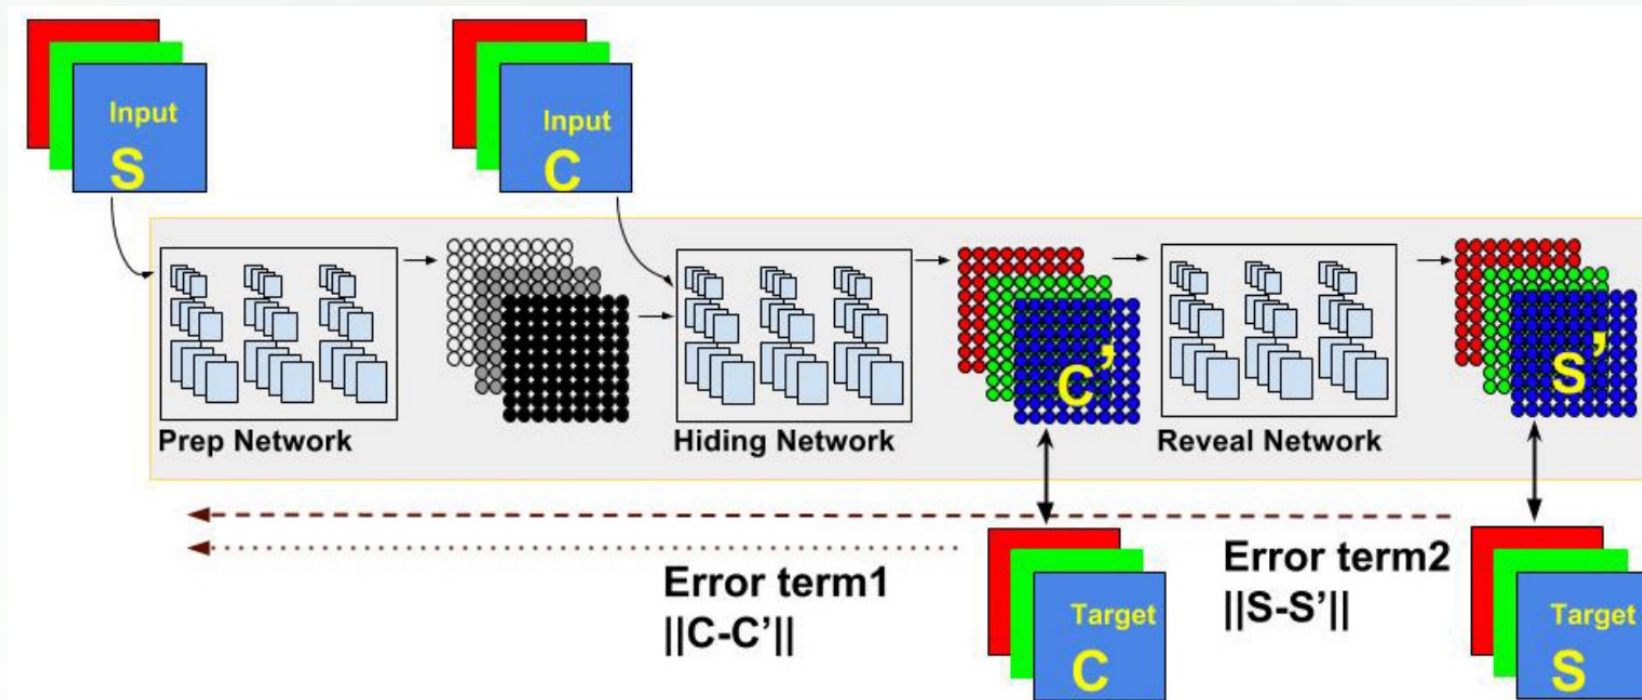 Input
S
Input
C
C’
S’
Prep Network
Hiding Network
Reveal Network
Error term1
||C-C’||
Error term2
||S-S’||
Target
C
Target
S